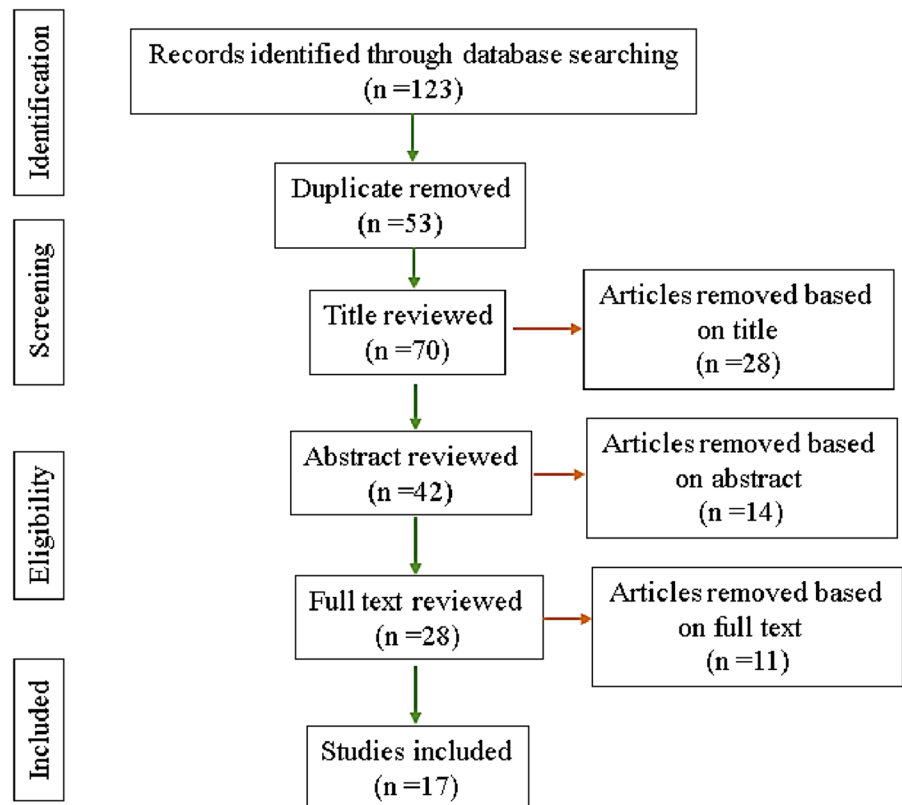 Identification
Records identified through database searching
(n =123)
Duplicate removed
(n =53)
Screening
Title reviewed
(n =70)
Articles removed based
on title
(n =28)
Eligibility
Abstract reviewed
(n =42)
Articles removed based
on abstract
(n =14)
Full text reviewed
(n =28)
Articles removed based
on full text
(n =11)
Included
Studies included
(n =17)